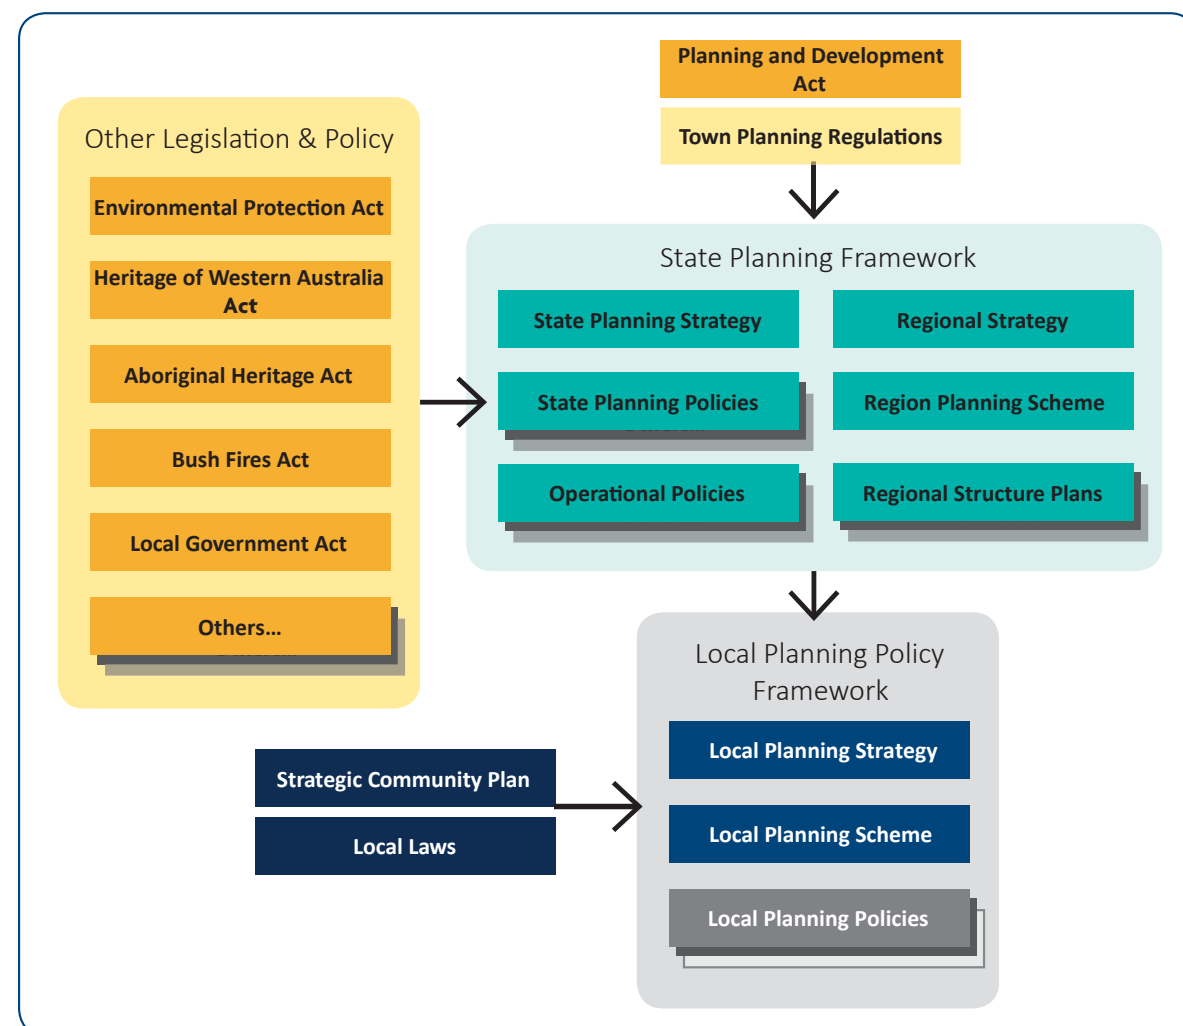 Planning and Development
Act
Town Planning Regulations
Other Legislation & Policy
Environmental Protection Act
Heritage of Western Australia
Act
Aboriginal Heritage Act
Bush Fires Act
Local Government Act
Others...
State Planning Framework
State Planning Strategy
Regional Strategy
State Planning Policies
Region Planning Scheme
Operational Policies
Regional Structure Plans
Local Planning Policy
Framework
Local Planning Strategy
Local Planning Scheme
Local Planning Policies
Strategic Community Plan
Local Laws